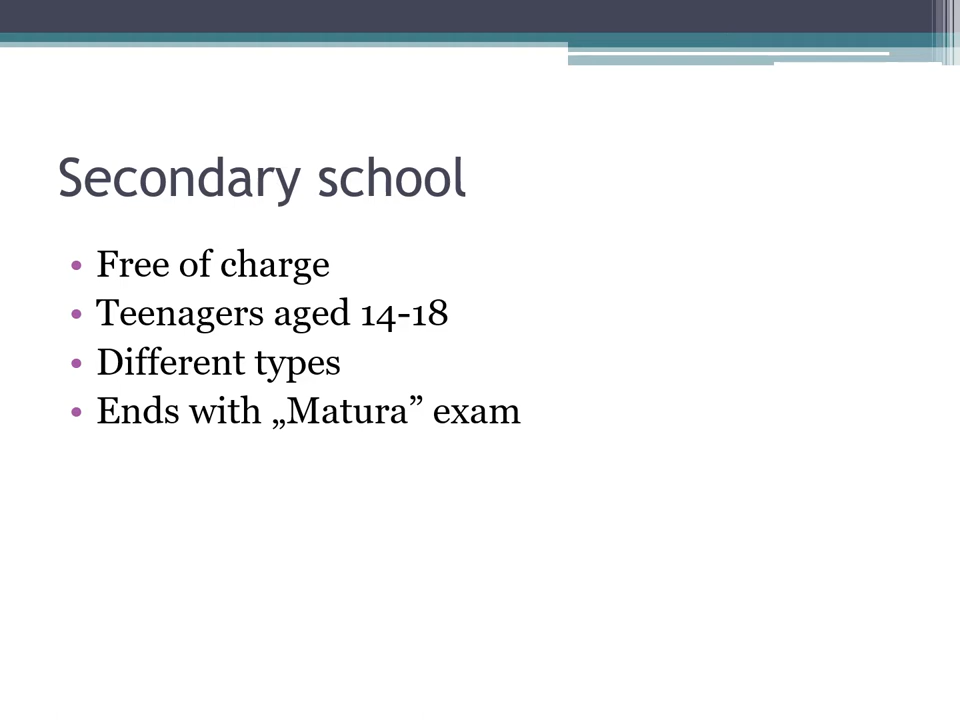 Secondary school
• Free of charge
• Teenagers aged 14-18
• Different types
• Ends with „Matura” exam